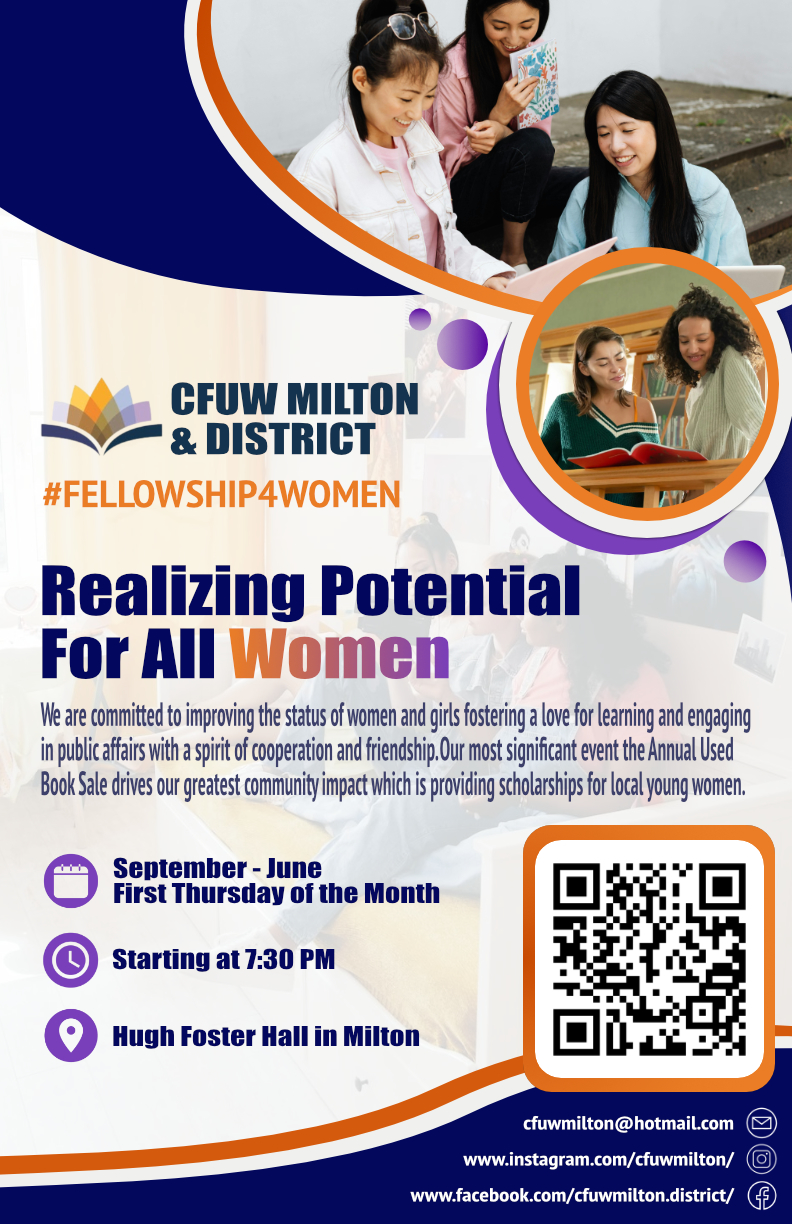 CFUW MILTON
& DISTRICT
#FELLOWSHIP4WOMEN
Realizing Potential
For All Women
We are committed to improving the status of women and girls fostering a love for learning and engaging
in public affairs with a spirit of cooperation and friendship.Our most significant event the Annual Used
Book Sale drives our greatest community impact which is providing scholarships for local young women.
September - June
First Thursday of the Month
Starting at 7:30 PM
Hugh Foster Hall in Milton
cfuwmilton@hotmail.com
www.instagram.com/cfuwmilton/
www.facebook.com/cfuwmilton.district/